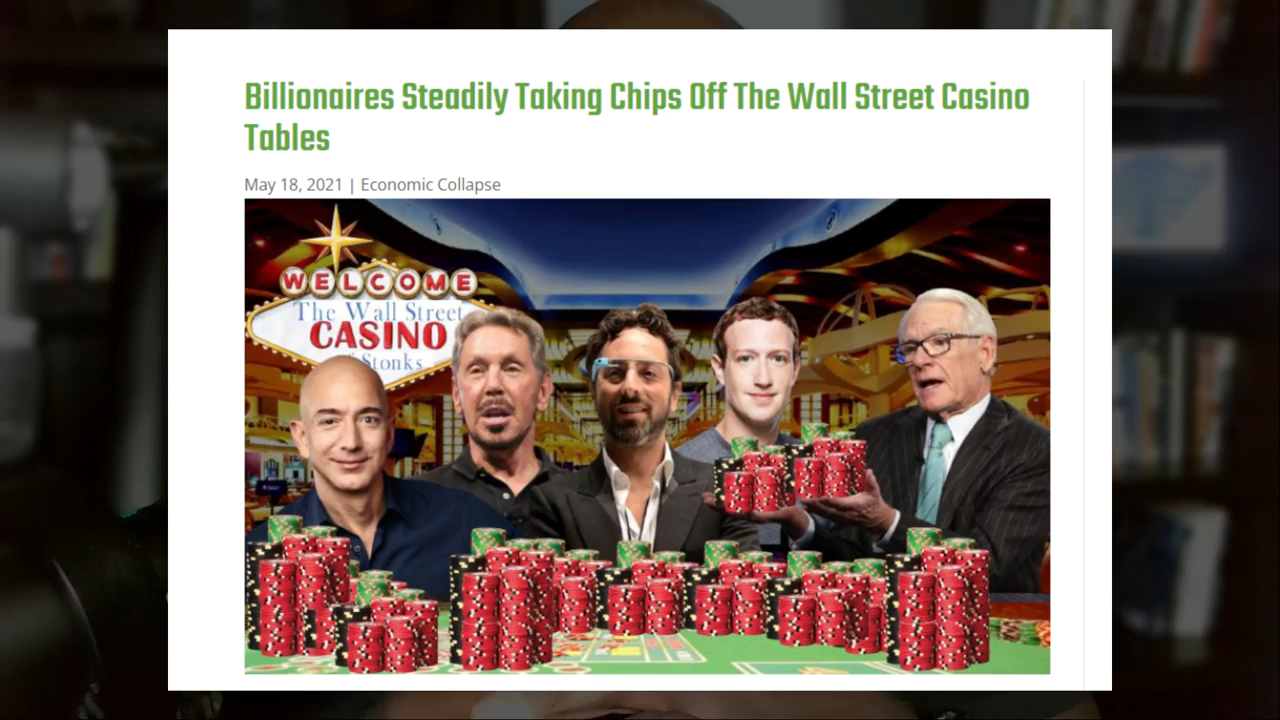 Billionaires Steadily Taking Chips Off The Wall Street Casino
Tables
May 18, 2021 | Economic Collapse
WELCOME
The Wall Street
CASINO
Stonks